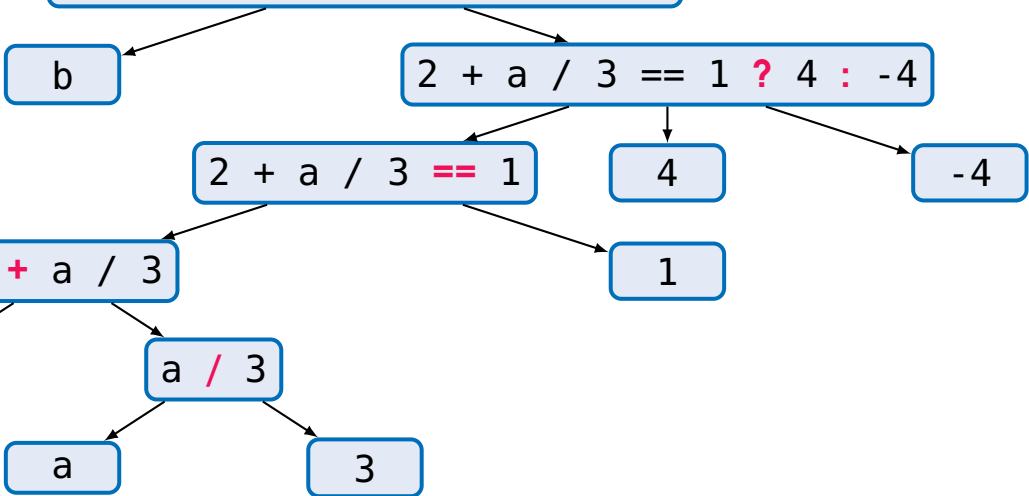 b
2 + a / 3 == 1 ? 4 : -4
2 + a / 3 == 1
4
-4
+ a / 3
1
a / 3
a
3